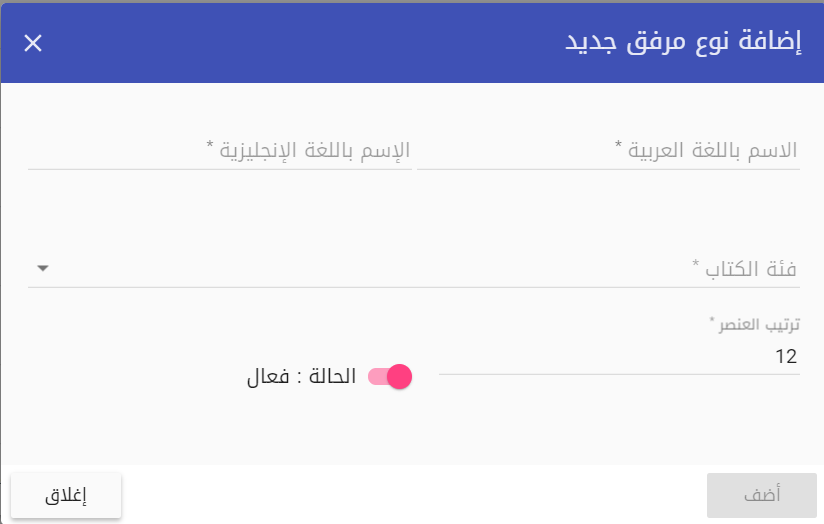 إضافة نوع مرفق جديد
الاسم باللغة العربية *
الإسم باللغة الإنجليزية *
فئة الكتاب *
ترتيب العنصر *
12
الحالة : فعال
أضف
إغلاق